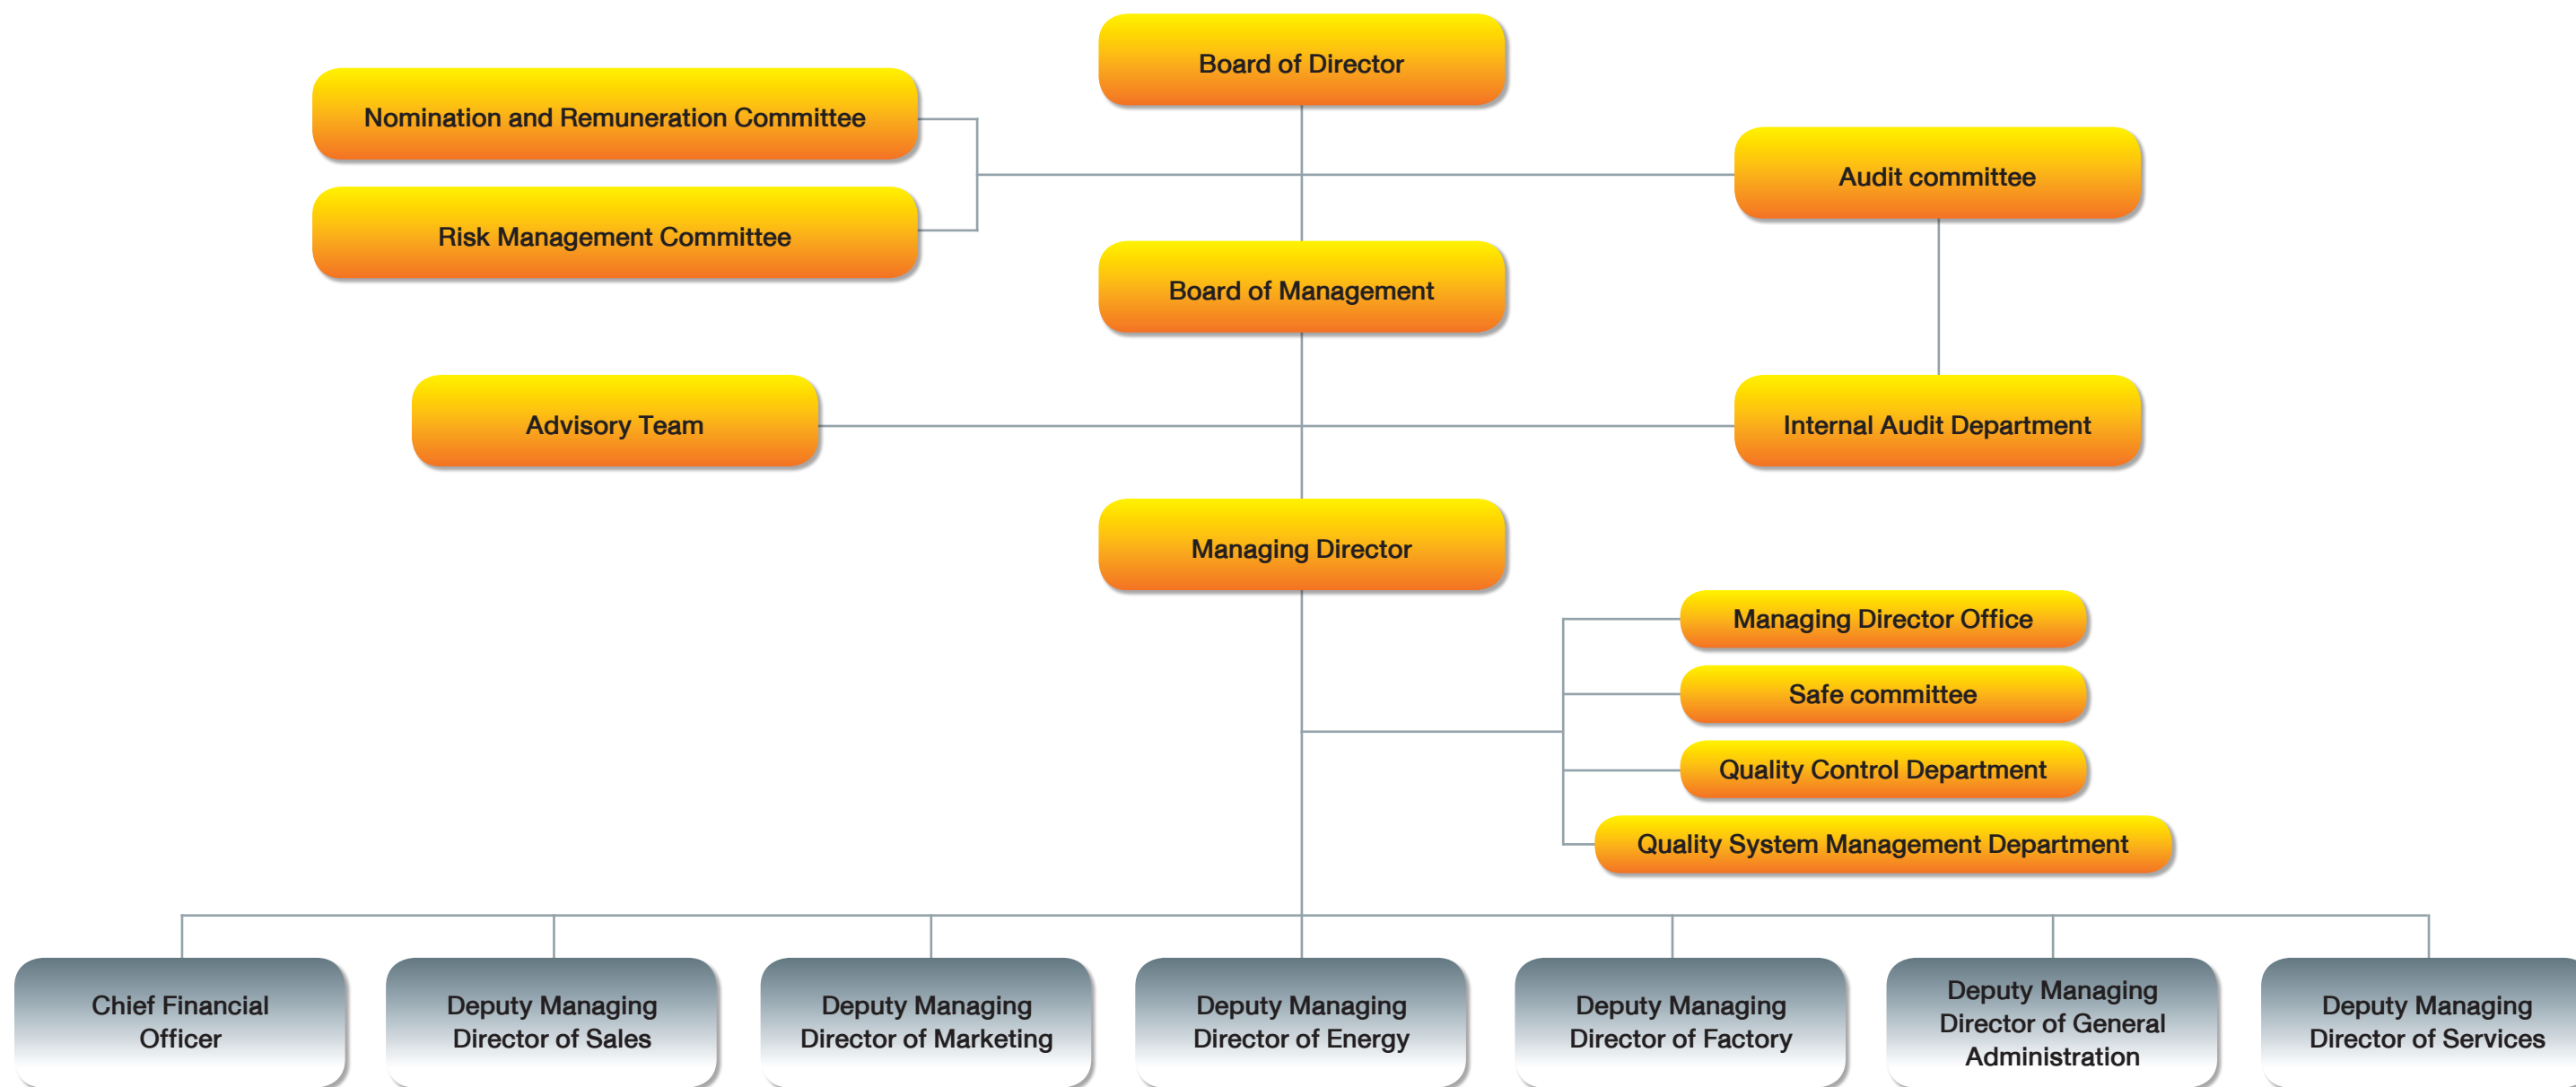 Board of Director
Nomination and Remuneration Committee
Audit committee
Risk Management Committee
Board of Management
Advisory Team
Internal Audit Department
Managing Director
Managing Director Office
Safe committee
Quality Control Department
Quality System Management Department
Chief Financial
Officer
Deputy Managing
Director of Sales
Deputy Managing
Director of Marketing
Deputy Managing
Director of Energy
Deputy Managing
Director of Factory
Deputy Managing
Director of General
Administration
Deputy Managing
Director of Services